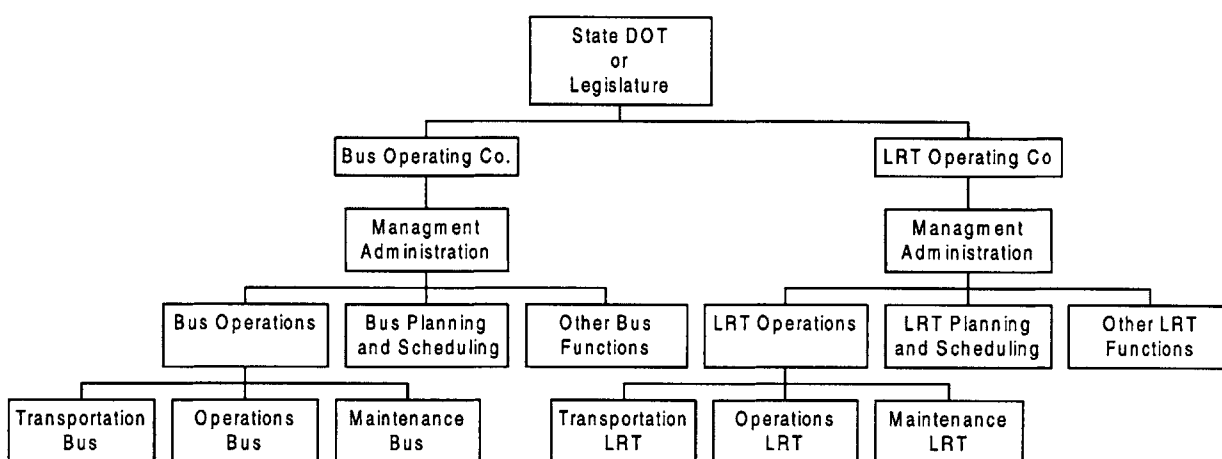 State DOT
or
Legislature
Bus Operating Co.
LRT Operating Co
Managment
Administration
Managment
Administration
Bus Operations
Bus Planning
and Scheduling
Other Bus
Functions
LRT Operations
LRT Planning
and Scheduling
Other LRT
Functions
Transportation
Bus
Operations
Bus
Maintenance
Bus
Transportation
LRT
Operations
LRT
Maintenance
LRT